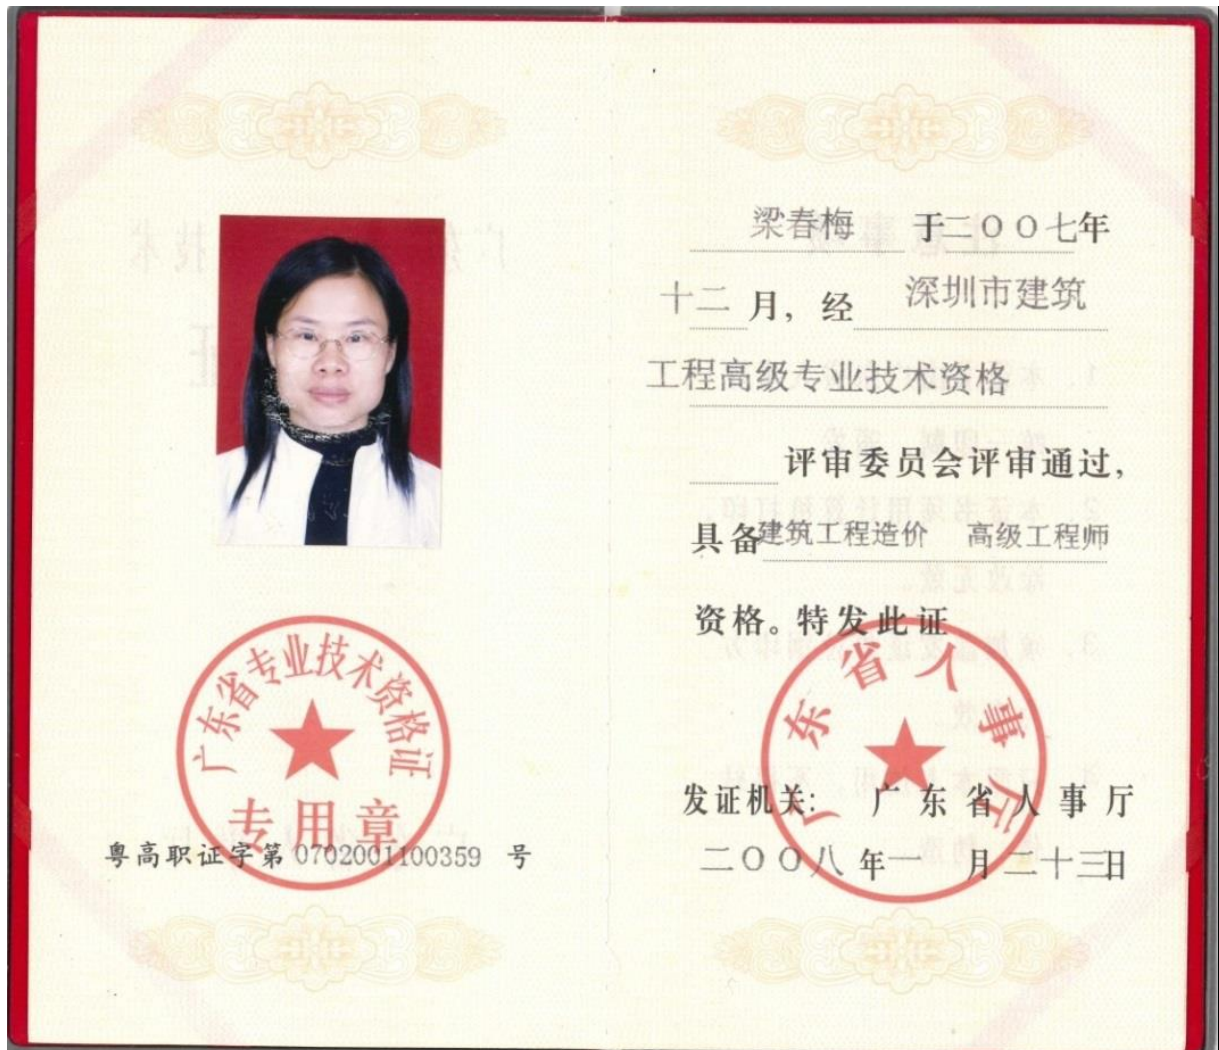 广东省专业技术资格证
专用章
粤高职证字第 0702001100359 号
梁春梅 于二〇〇七年
十二月，经 深圳市建筑
工程高级专业技术资格
评审委员会评审通过，
具备建筑工程造价 高级工程师
资格。特发此证
广东省人事厅
发证机关： 广东省人事厅
二〇〇八年一月二十三日